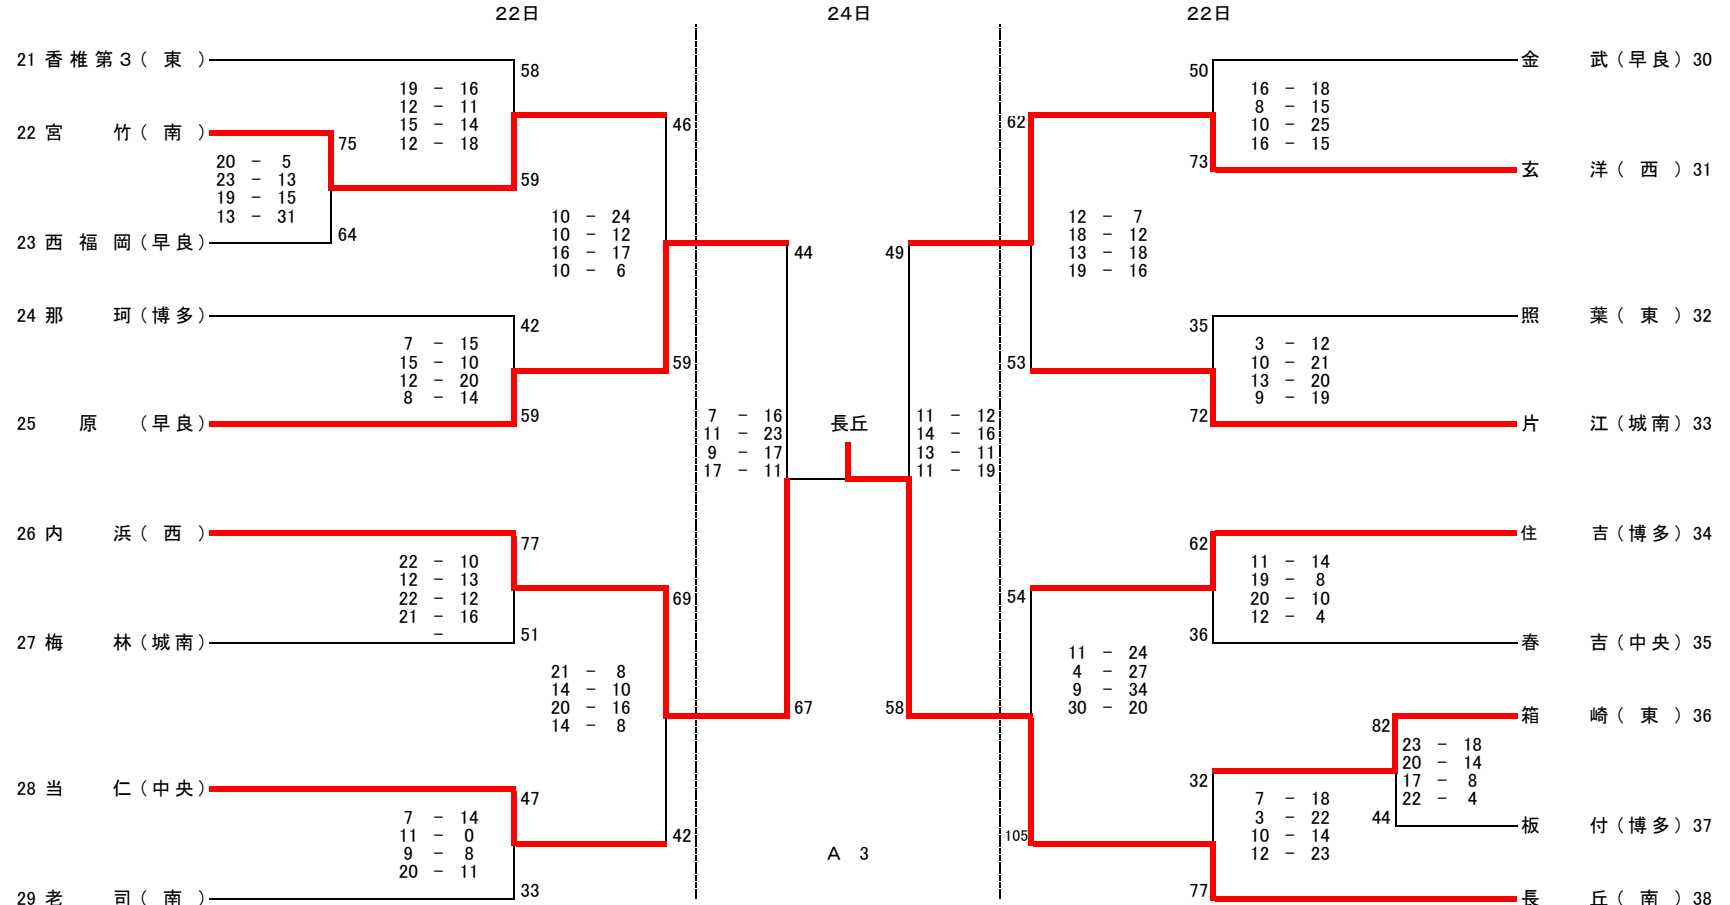 22日 24日 22日
21 香椎第3(東) 58
19 - 16
12 - 11
15 - 14
12 - 18
22 宮竹(南) 75
20 - 5
23 - 13
19 - 15
13 - 31
59
23 西福岡(早良) 64
46
10 - 24
10 - 12
16 - 17
10 - 6
24 那珂(博多) 42
7 - 15
15 - 10
12 - 20
8 - 14
25 原(早良) 59
59
44
7 - 16
11 - 23
9 - 17
17 - 11
26 内浜(西) 77
22 - 10
12 - 13
22 - 12
21 - 16
-
27 梅林(城南) 51
69
21 - 8
14 - 10
20 - 16
14 - 8
67
28 当仁(中央) 47
7 - 14
11 - 0
9 - 8
20 - 11
29 老司(南) 33
42
長丘
A 3
50 金武(早良) 30
16 - 18
8 - 15
10 - 25
16 - 15
73 玄洋(西) 31
62
12 - 7
18 - 12
13 - 18
19 - 16
35 照葉(東) 32
3 - 12
10 - 21
13 - 20
9 - 19
72 片江(城南) 33
53
49
11 - 12
14 - 16
13 - 11
11 - 19
62 住吉(博多) 34
11 - 14
19 - 8
20 - 10
12 - 4
36 春吉(中央) 35
54
11 - 24
4 - 27
9 - 34
30 - 20
58
82 箱崎(東) 36
23 - 18
20 - 14
17 - 8
22 - 4
44 板付(博多) 37
32
7 - 18
3 - 22
10 - 14
12 - 23
105
77 長丘(南) 38